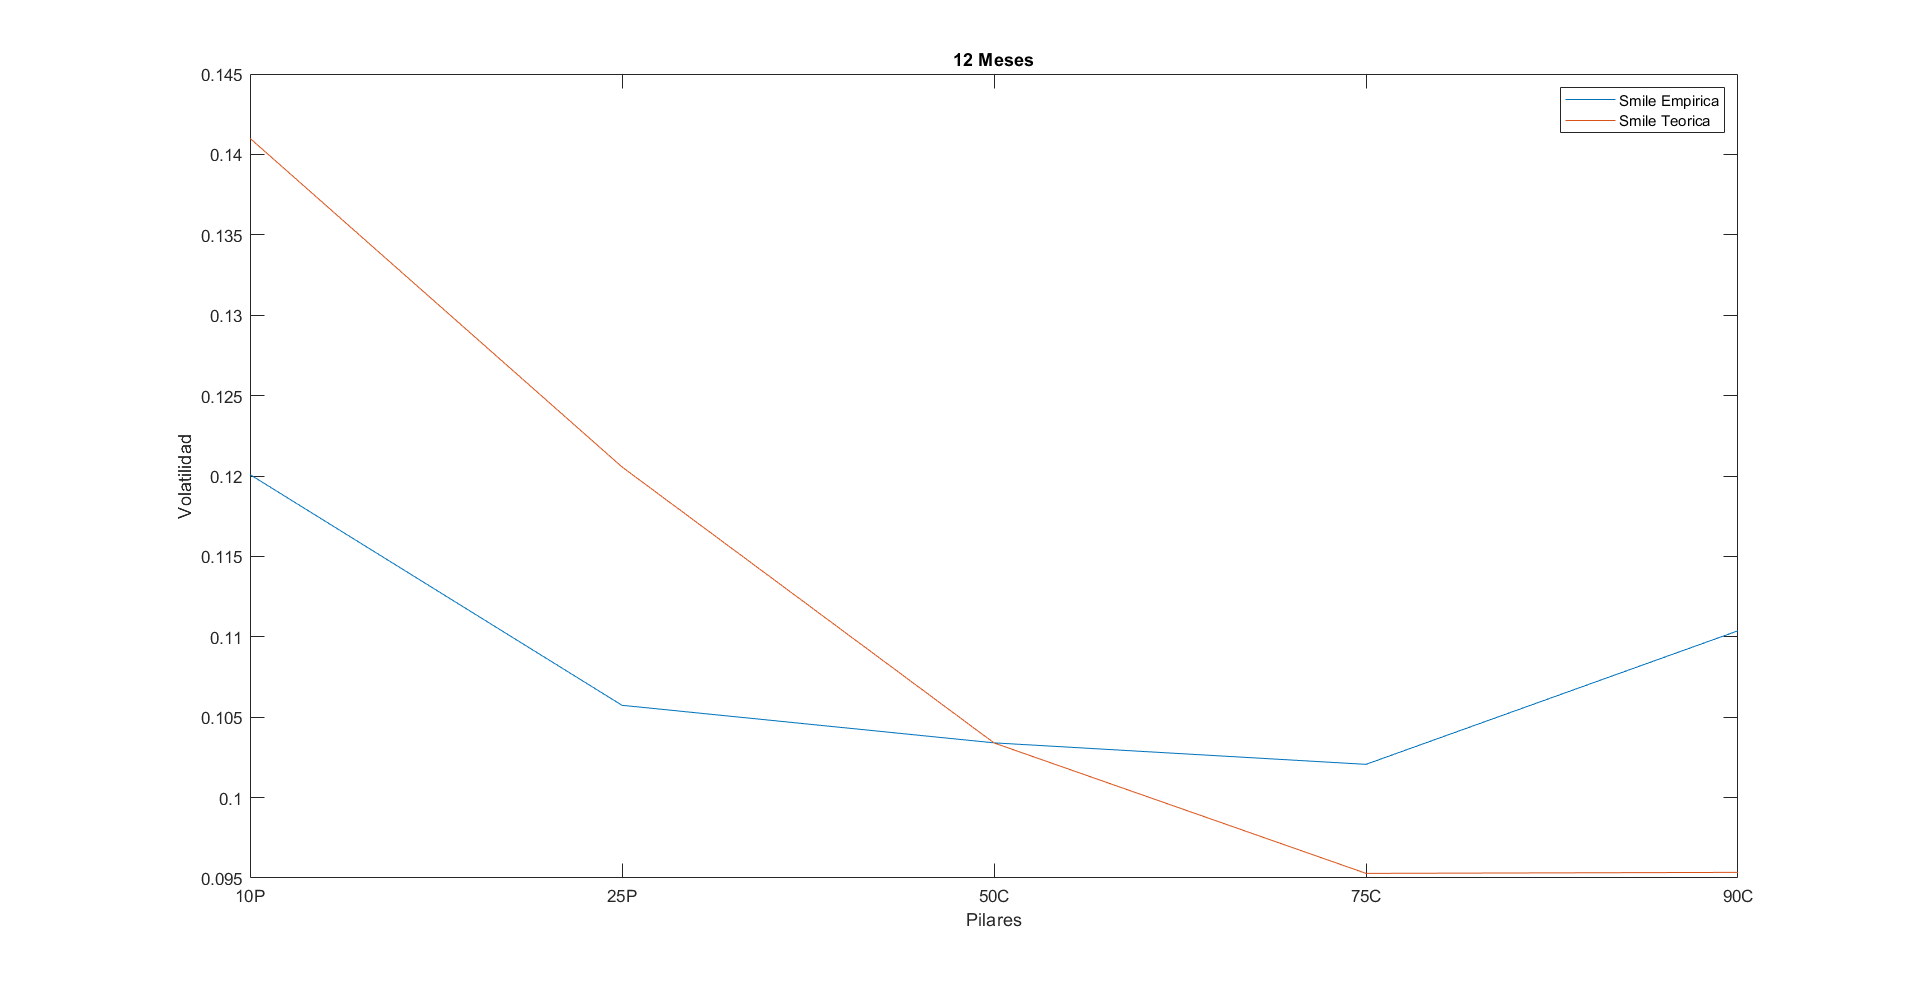 12 Meses
Smile Empirica
Smile Teorica
0.145
0.14
0.135
0.13
0.125
0.12
0.115
0.11
0.105
0.1
0.095
Volatilidad
10P 25P 50C 75C 90C
Pilares